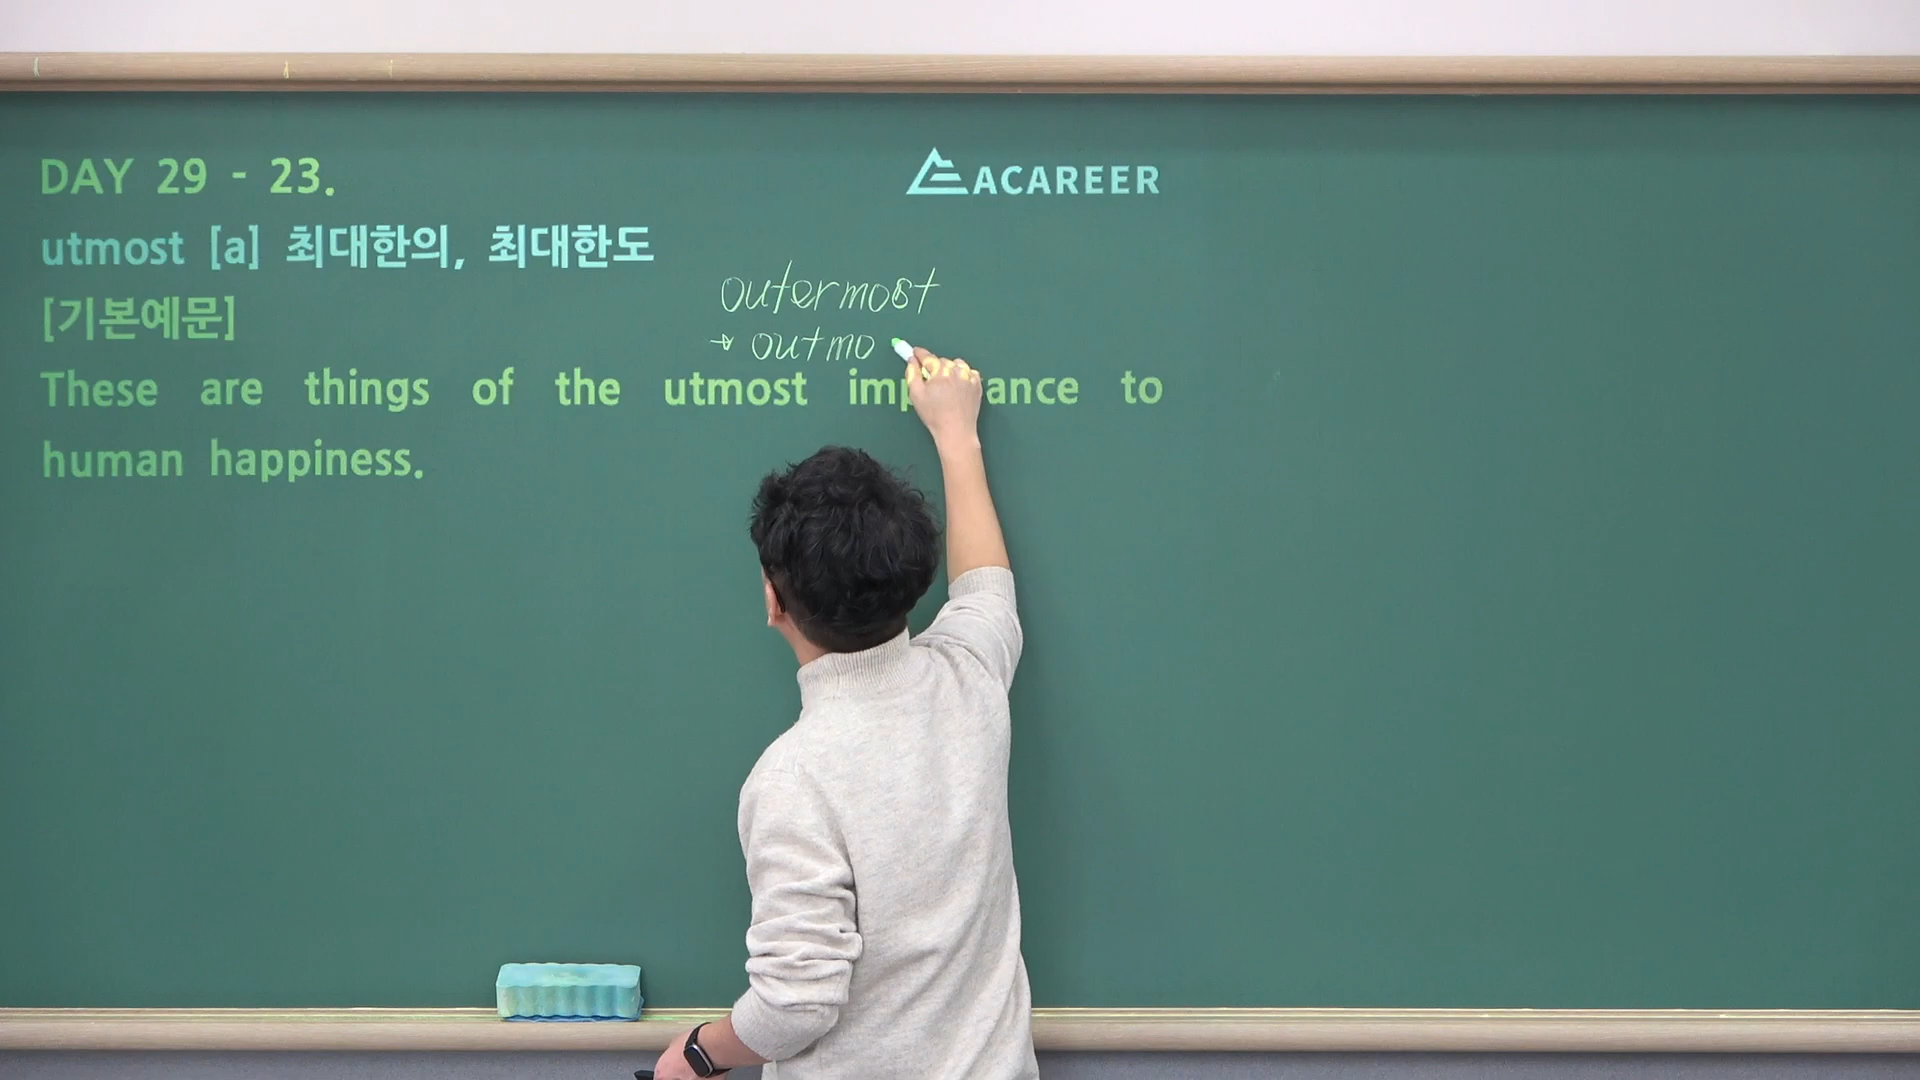 DAY 29 - 23.
ACAREER
utmost [a] 최대한의, 최대한도
outermost
[기본예문]
→ outmo
These are things of the utmost imp ance to
human happiness.